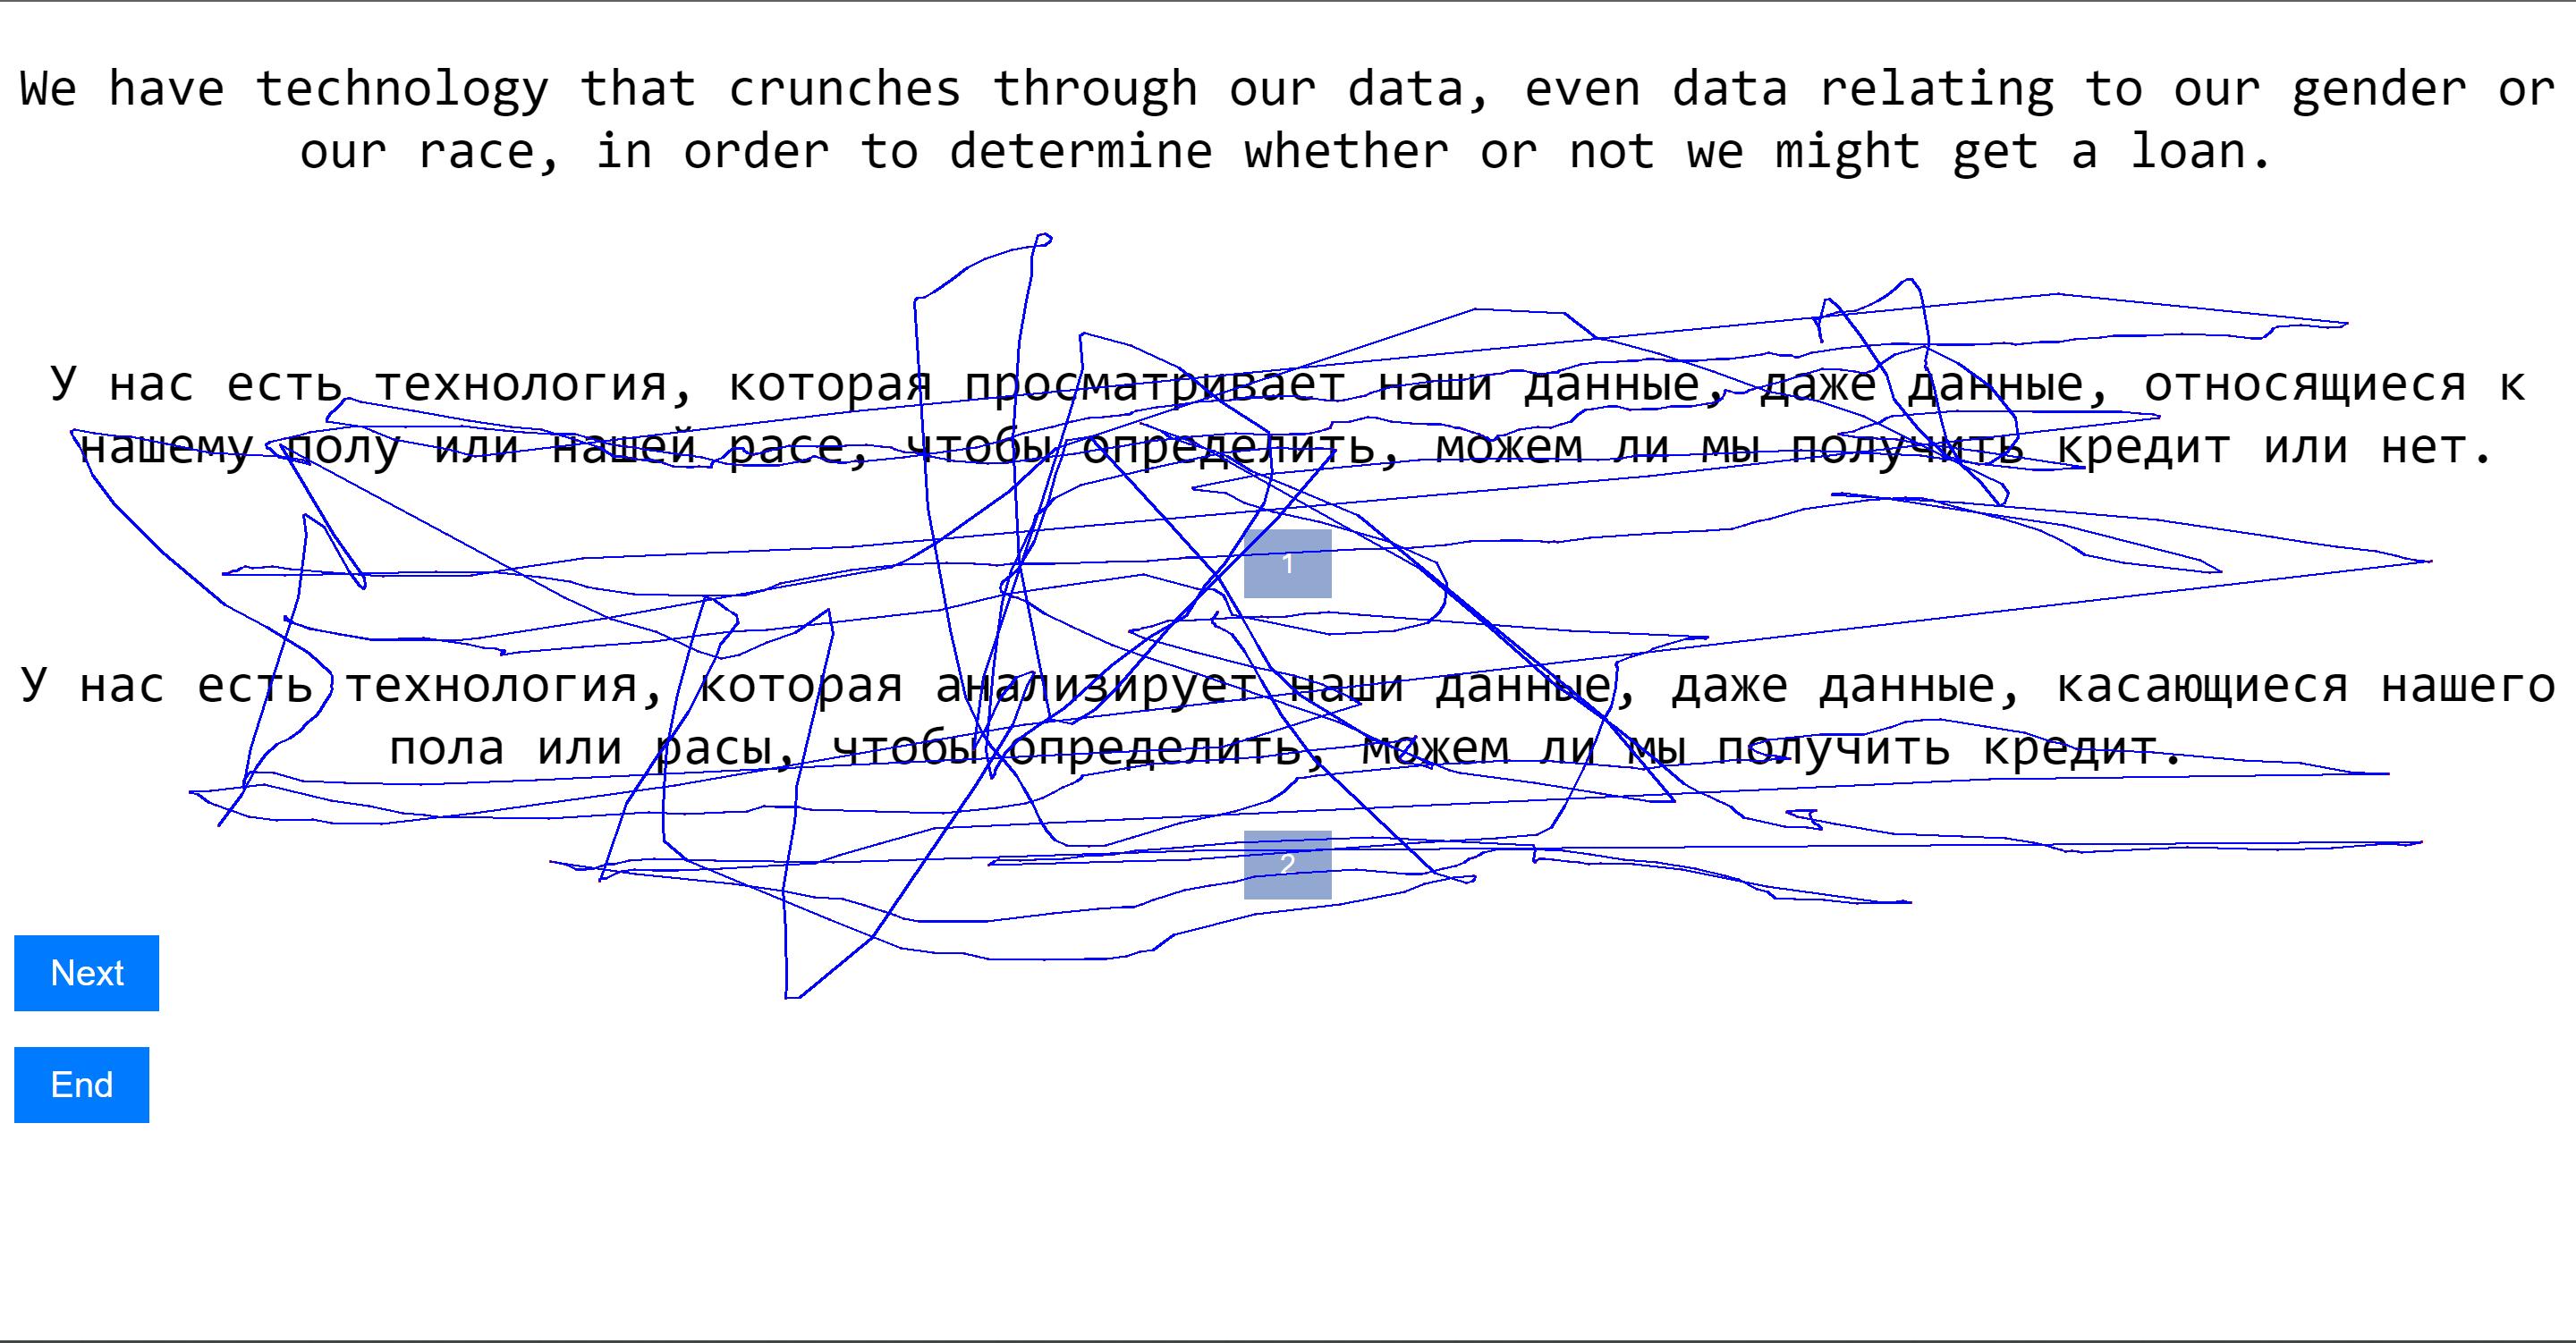 We have technology that crunches through our data, even data relating to our gender or
our race, in order to determine whether or not we might get a loan.
У нас есть технология, которая просматривает наши данные, даже данные, относящиеся к
нашему полу или нашей расе, чтобы определить, можем ли мы получить кредит или нет.
1
У нас есть технология, которая анализирует наши данные, даже данные, касающиеся нашего
пола или расы, чтобы определить, можем ли мы получить кредит.
2
Next
End